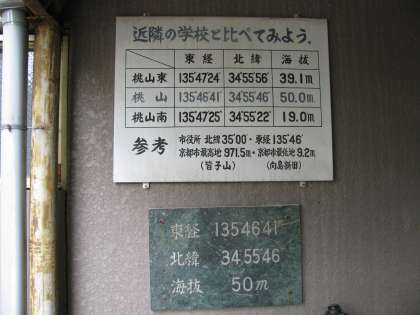 近隣の学校と比べてみよう。
東経 北緯 海抜
桃山東 135°47'24" 34°55'56" 39.1m
桃山 135°46'41" 34°55'46" 50.0m
桃山南 135°47'25" 34°55'22" 19.0m
参考 市役所 北緯 35°00'・東経 135°46'
京都市最高地 971.5m・京都市最低地 9.2m
(皆子山) (向島新田)
東経 135°46'41"
北緯 34°55'46
海抜 50m